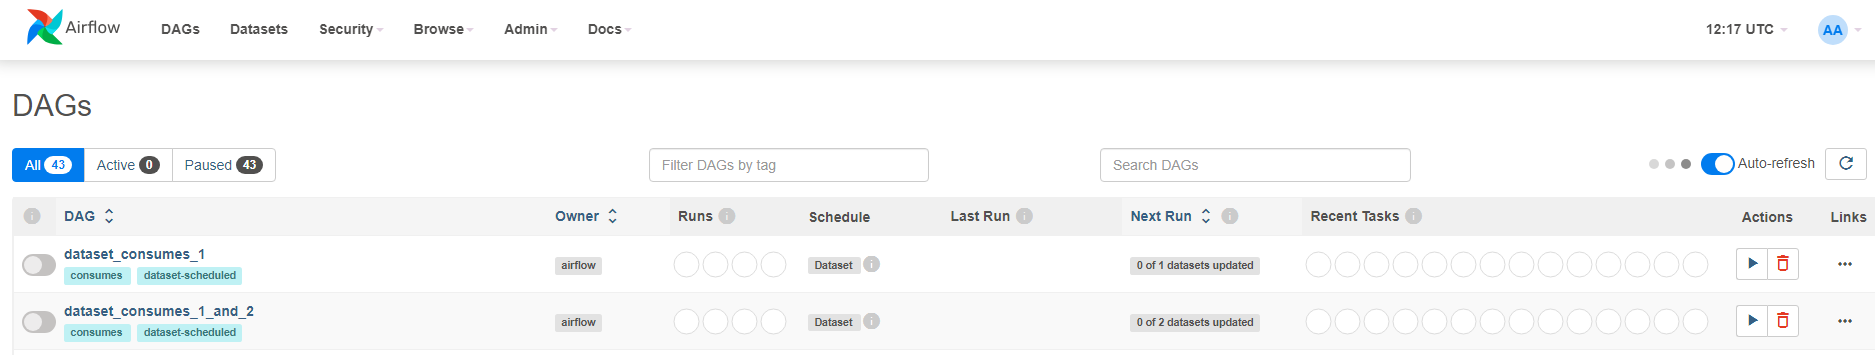 Airflow DAGs Datasets Security Browse Admin Docs 12:17 UTC AA
DAGs
All 43 Active 0 Paused 43 Filter DAGs by tag Search DAGs Auto-refresh
i DAG Owner Runs i Schedule Last Run i Next Run i Recent Tasks i Actions Links
dataset_consumes_1
airflow Dataset i 0 of 1 datasets updated
consumes dataset-scheduled
dataset_consumes_1_and_2
airflow Dataset i 0 of 2 datasets updated
consumes dataset-scheduled